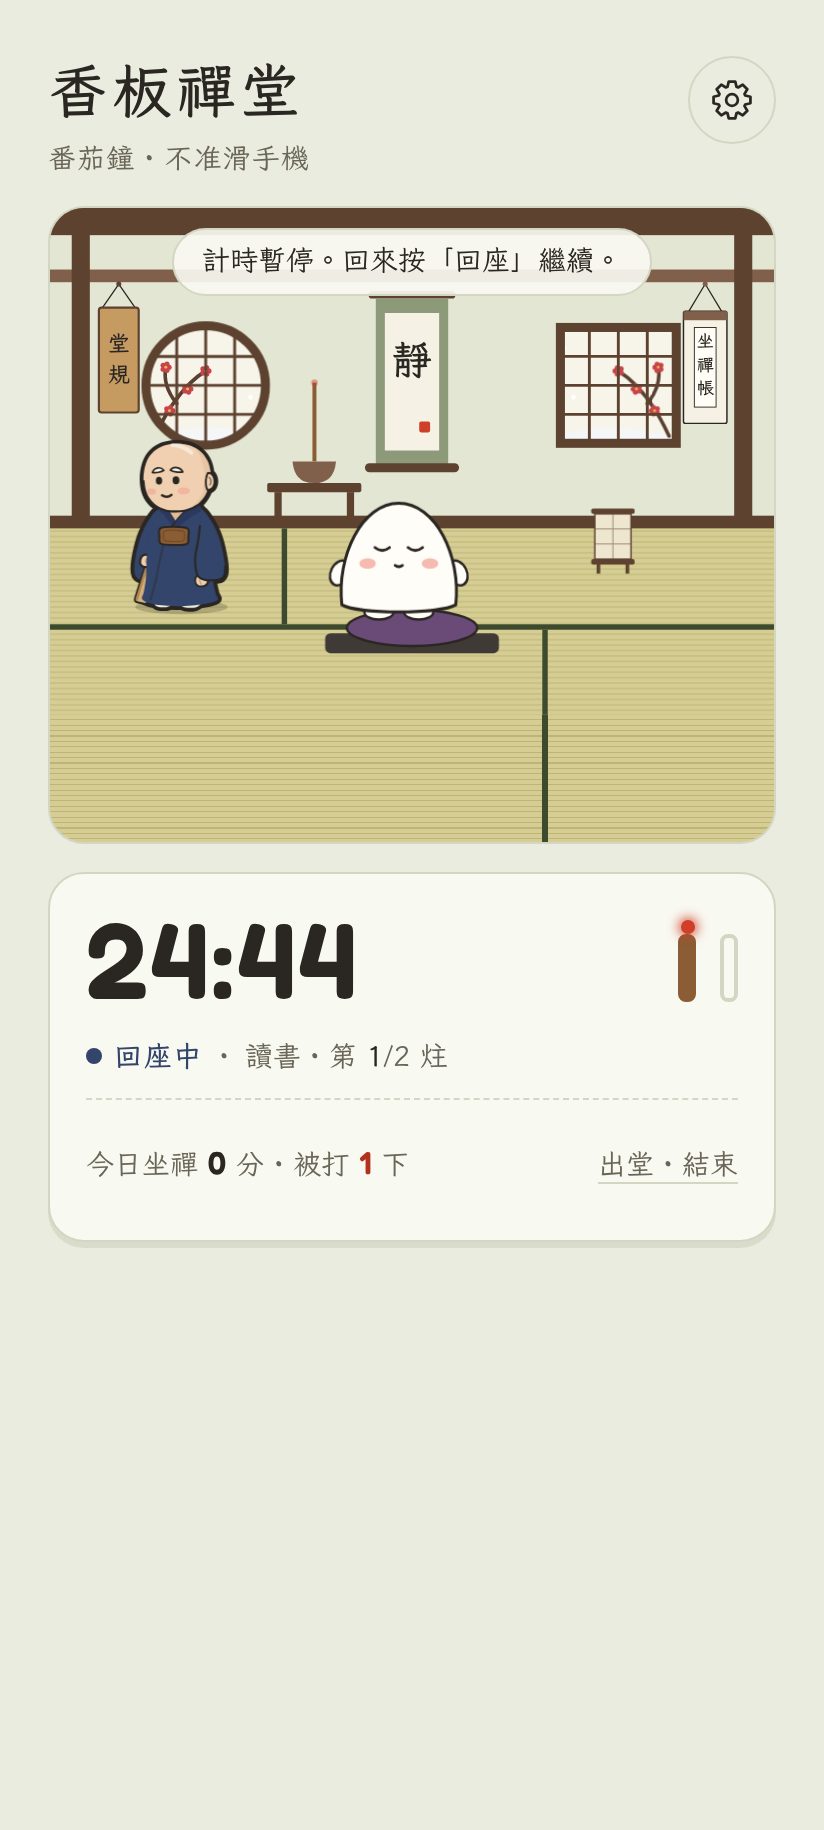 香板禪堂
番茄鐘・不准滑手機
計時暫停。回來按「回座」繼續。
堂規
靜
坐禪帳
24:44
回座中 · 讀書・第 1/2 炷
今日坐禪 0 分・被打 1 下
出堂・結束